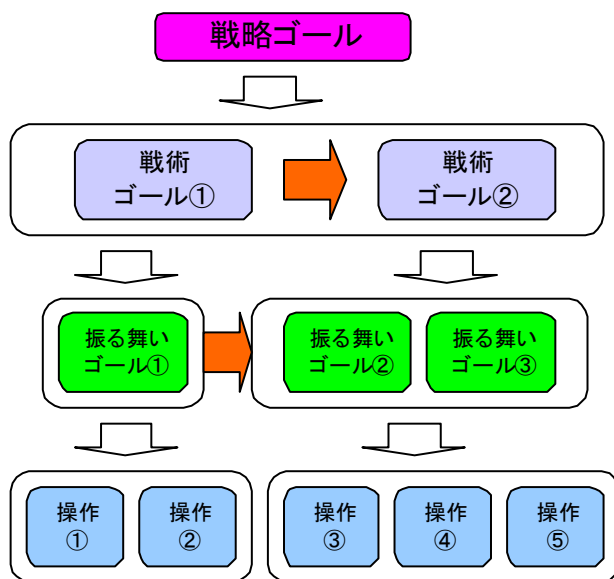 戦略ゴール
戦術
ゴール①
戦術
ゴール②
振る舞い
ゴール①
振る舞い
ゴール②
振る舞い
ゴール③
操作
①
操作
②
操作
③
操作
④
操作
⑤